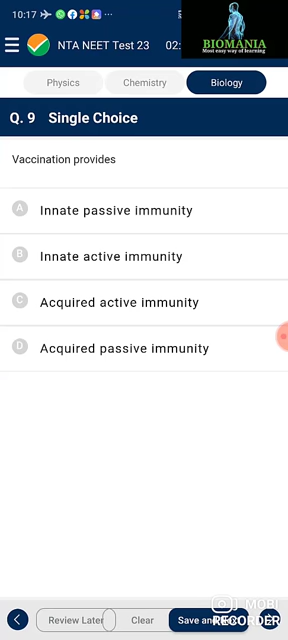 10:17
BIOMANIA
Most easy way of learning
NTA NEET Test 23 02:
Physics Chemistry Biology
Q. 9 Single Choice
Vaccination provides
A Innate passive immunity
B Innate active immunity
C Acquired active immunity
D Acquired passive immunity
MOBI
Review Later Clear Save an
RECORDER